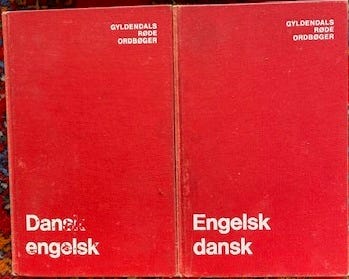 GYLDENDALS
RØDE
ORDBØGER
Dansk
engelsk
GYLDENDALS
RØDE
ORDBØGER
Engelsk
dansk